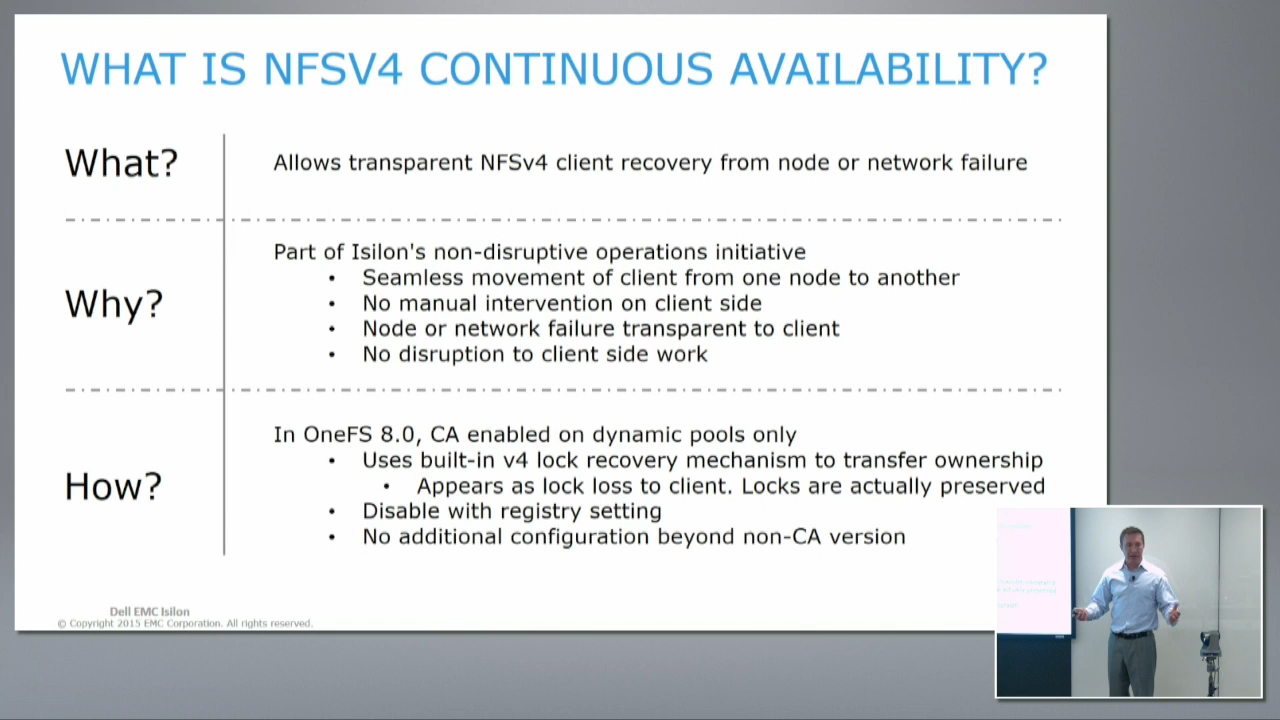 WHAT IS NFSV4 CONTINUOUS AVAILABILITY?
What?
Allows transparent NFSv4 client recovery from node or network failure
Why?
Part of Isilon's non-disruptive operations initiative
• Seamless movement of client from one node to another
• No manual intervention on client side
• Node or network failure transparent to client
• No disruption to client side work
How?
In OneFS 8.0, CA enabled on dynamic pools only
• Uses built-in v4 lock recovery mechanism to transfer ownership
• Appears as lock loss to client. Locks are actually preserved
• Disable with registry setting
• No additional configuration beyond non-CA version
Dell EMC Isilon
© Copyright 2015 EMC Corporation. All rights reserved.